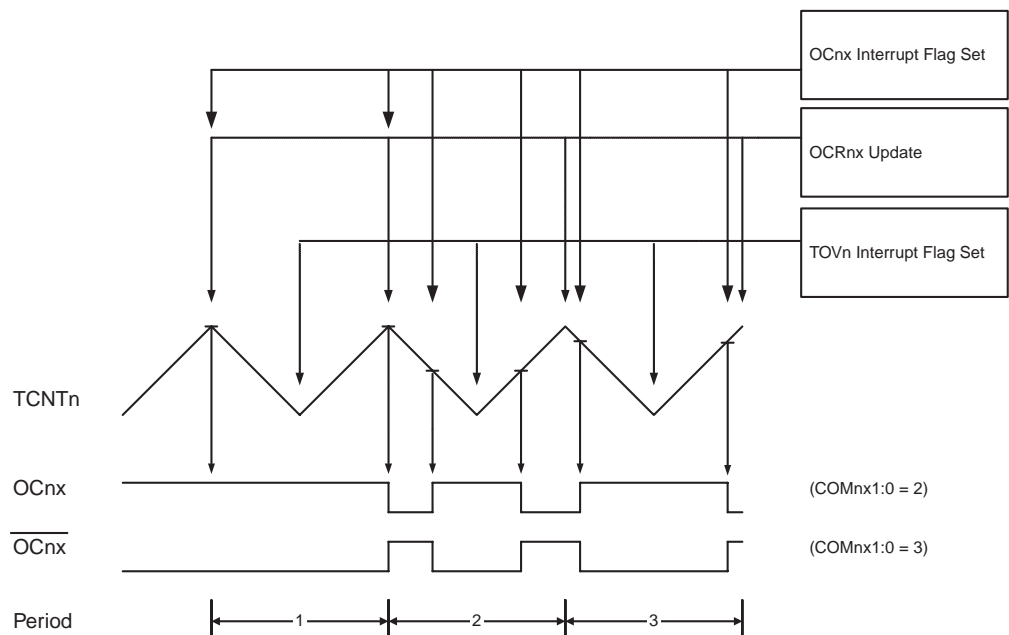 OCnx Interrupt Flag Set
OCRnx Update
TOVn Interrupt Flag Set
TCNTn
OCnx
(COMnx1:0 = 2)
OCnx
(COMnx1:0 = 3)
Period
1
2
3